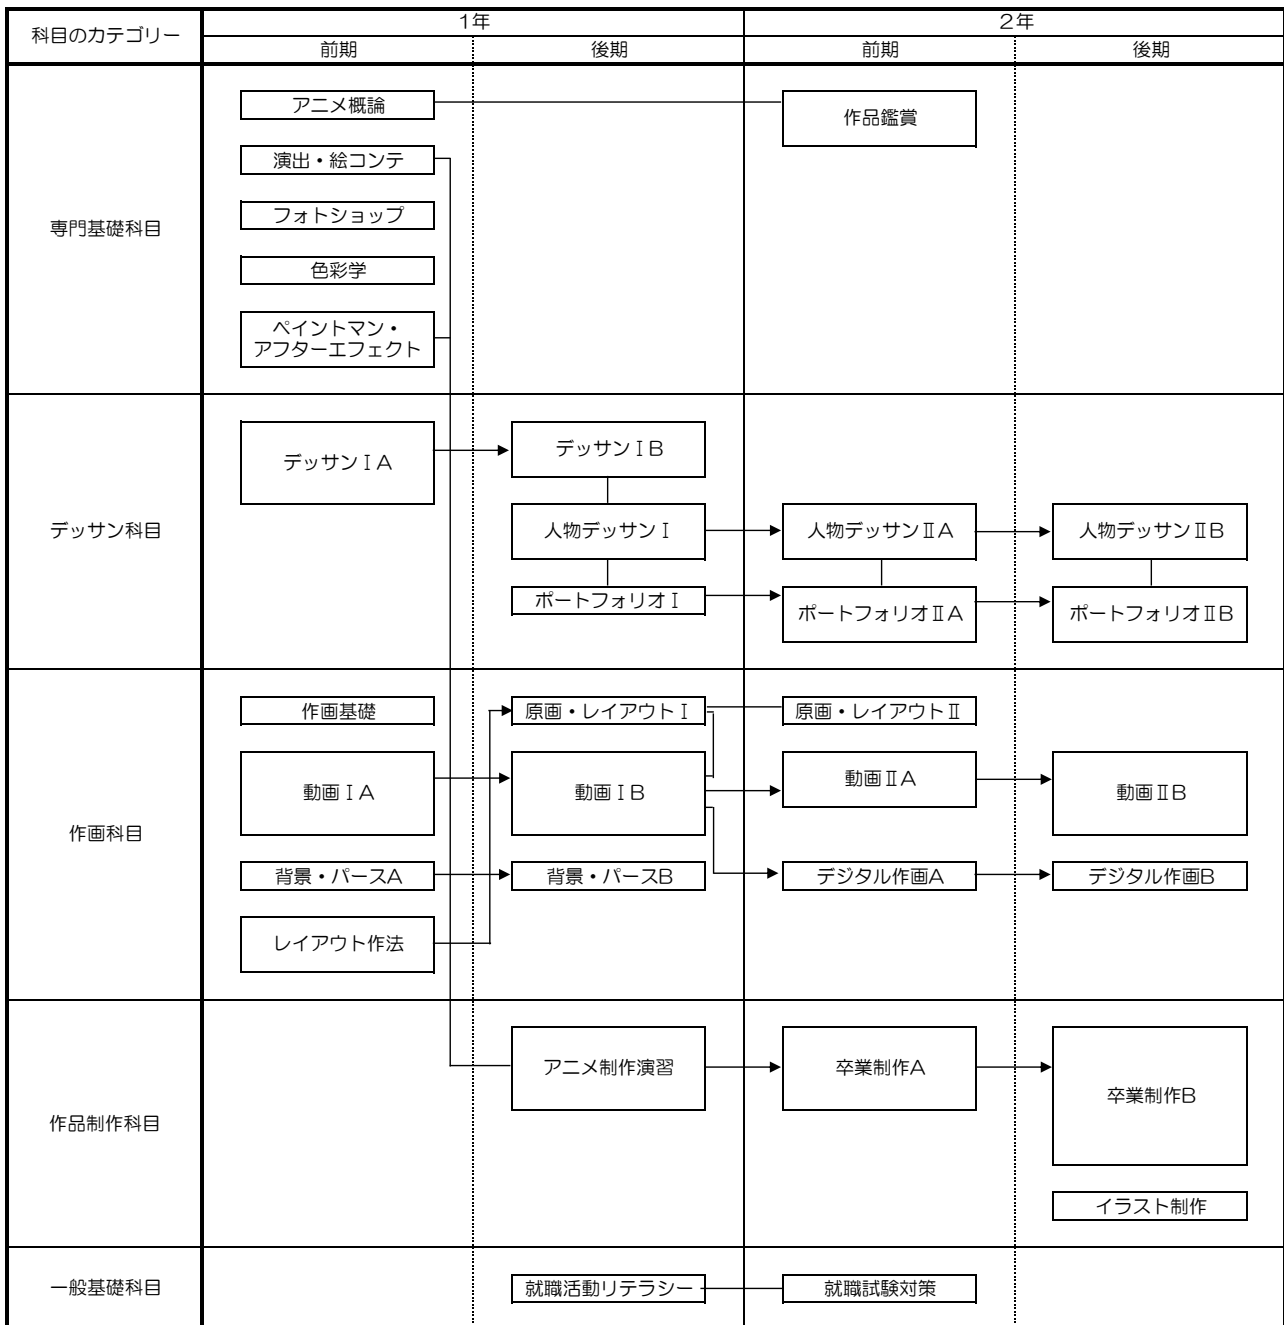 科目のカテゴリー
1年
2年
前期
後期
前期
後期
専門基礎科目
アニメ概論
作品鑑賞
演出・絵コンテ
フォトショップ
色彩学
ペイントマン・
アフターエフェクト
デッサン科目
デッサンⅠA
デッサンⅠB
人物デッサンⅠ
人物デッサンⅡA
人物デッサンⅡB
ポートフォリオⅠ
ポートフォリオⅡA
ポートフォリオⅡB
作画科目
作画基礎
原画・レイアウトⅠ
原画・レイアウトⅡ
動画ⅠA
動画ⅠB
動画ⅡA
動画ⅡB
背景・パースA
背景・パースB
デジタル作画A
デジタル作画B
レイアウト作法
作品制作科目
アニメ制作演習
卒業制作A
卒業制作B
イラスト制作
一般基礎科目
就職活動リテラシー
就職試験対策